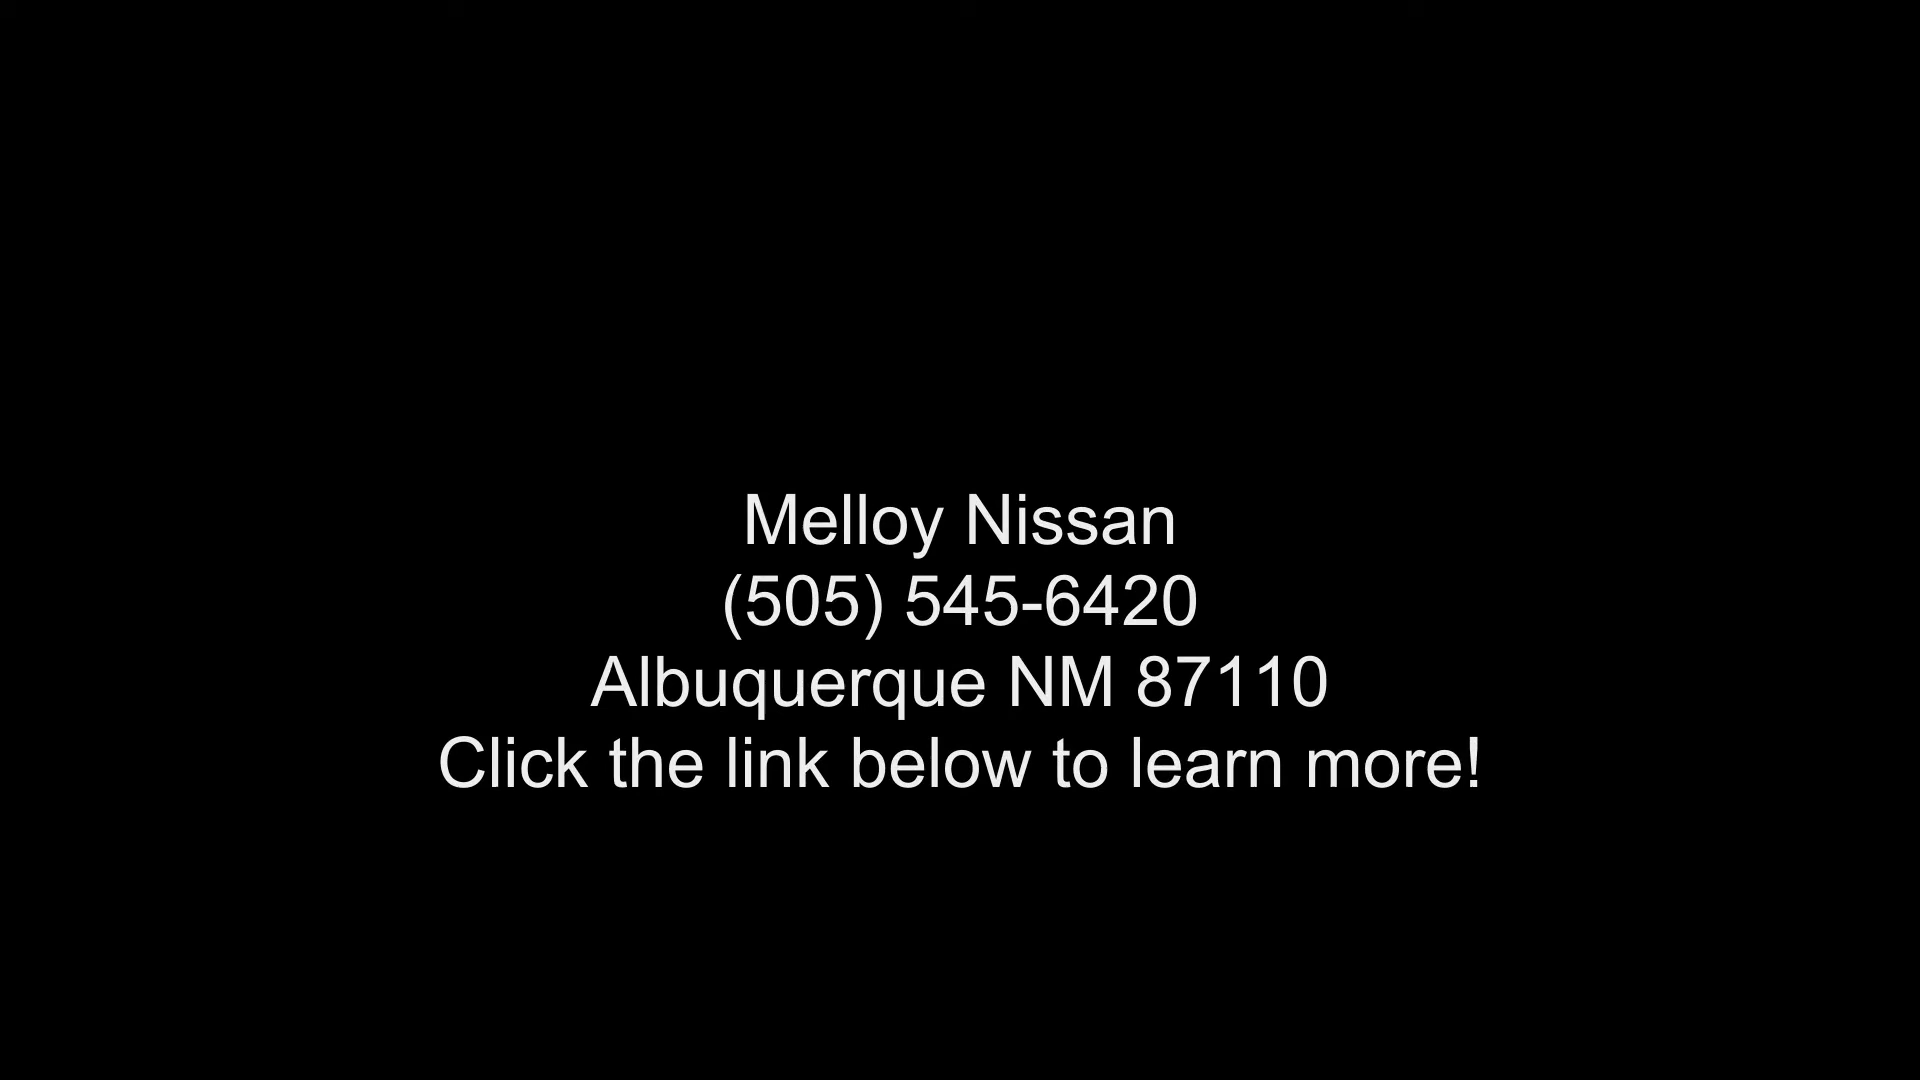 Melloy Nissan
(505) 545-6420
Albuquerque NM 87110
Click the link below to learn more!